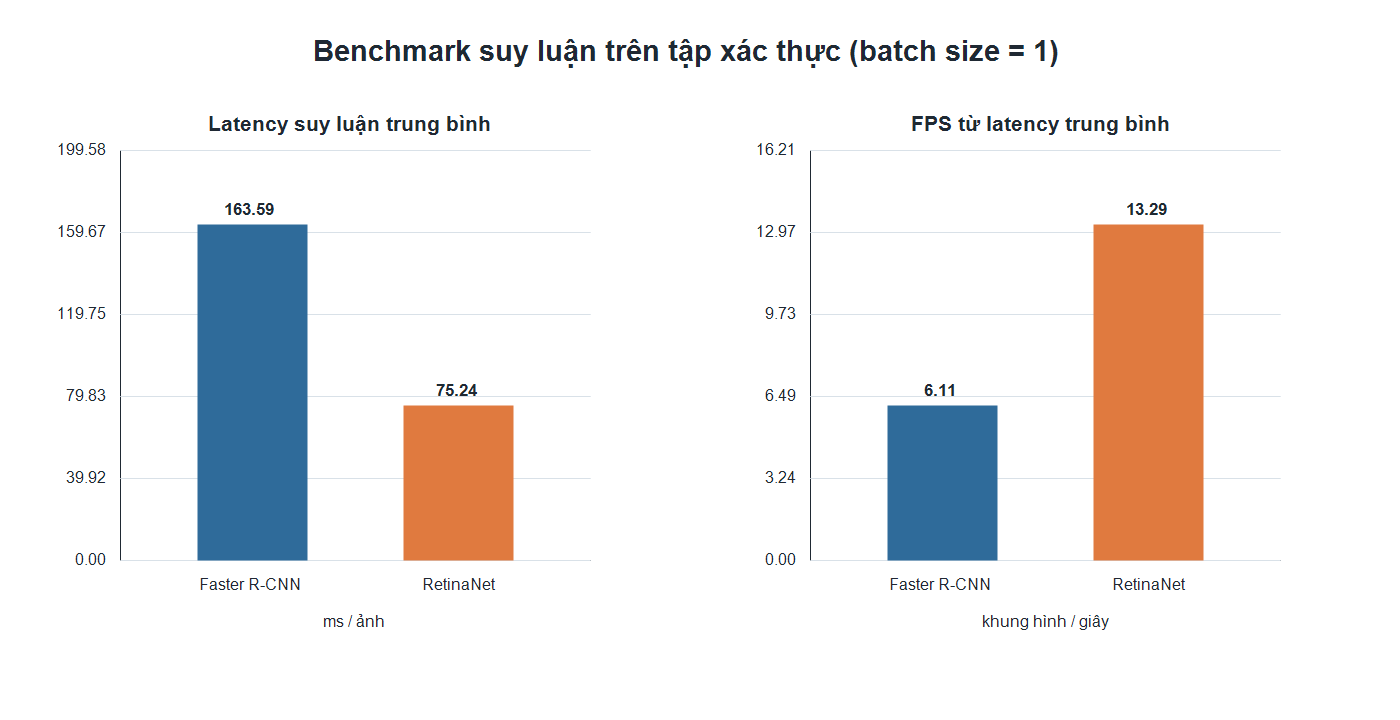 Benchmark suy luận trên tập xác thực (batch size = 1)
Latency suy luận trung bình
199.58
159.67
119.75
79.83
39.92
0.00
163.59
75.24
Faster R-CNN
RetinaNet
ms / ảnh
FPS từ latency trung bình
16.21
12.97
9.73
6.49
3.24
0.00
6.11
13.29
Faster R-CNN
RetinaNet
khung hình / giây